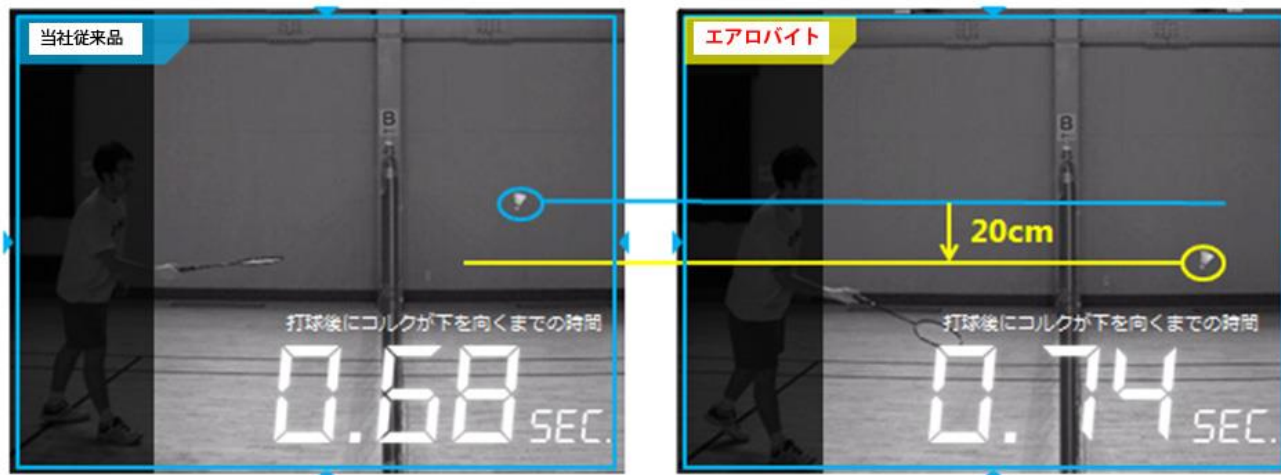 当社従来品
エアロバイト
B
B
20cm
打球後にコルクが下を向くまでの時間
0.58 SEC.
打球後にコルクが下を向くまでの時間
0.74 SEC.